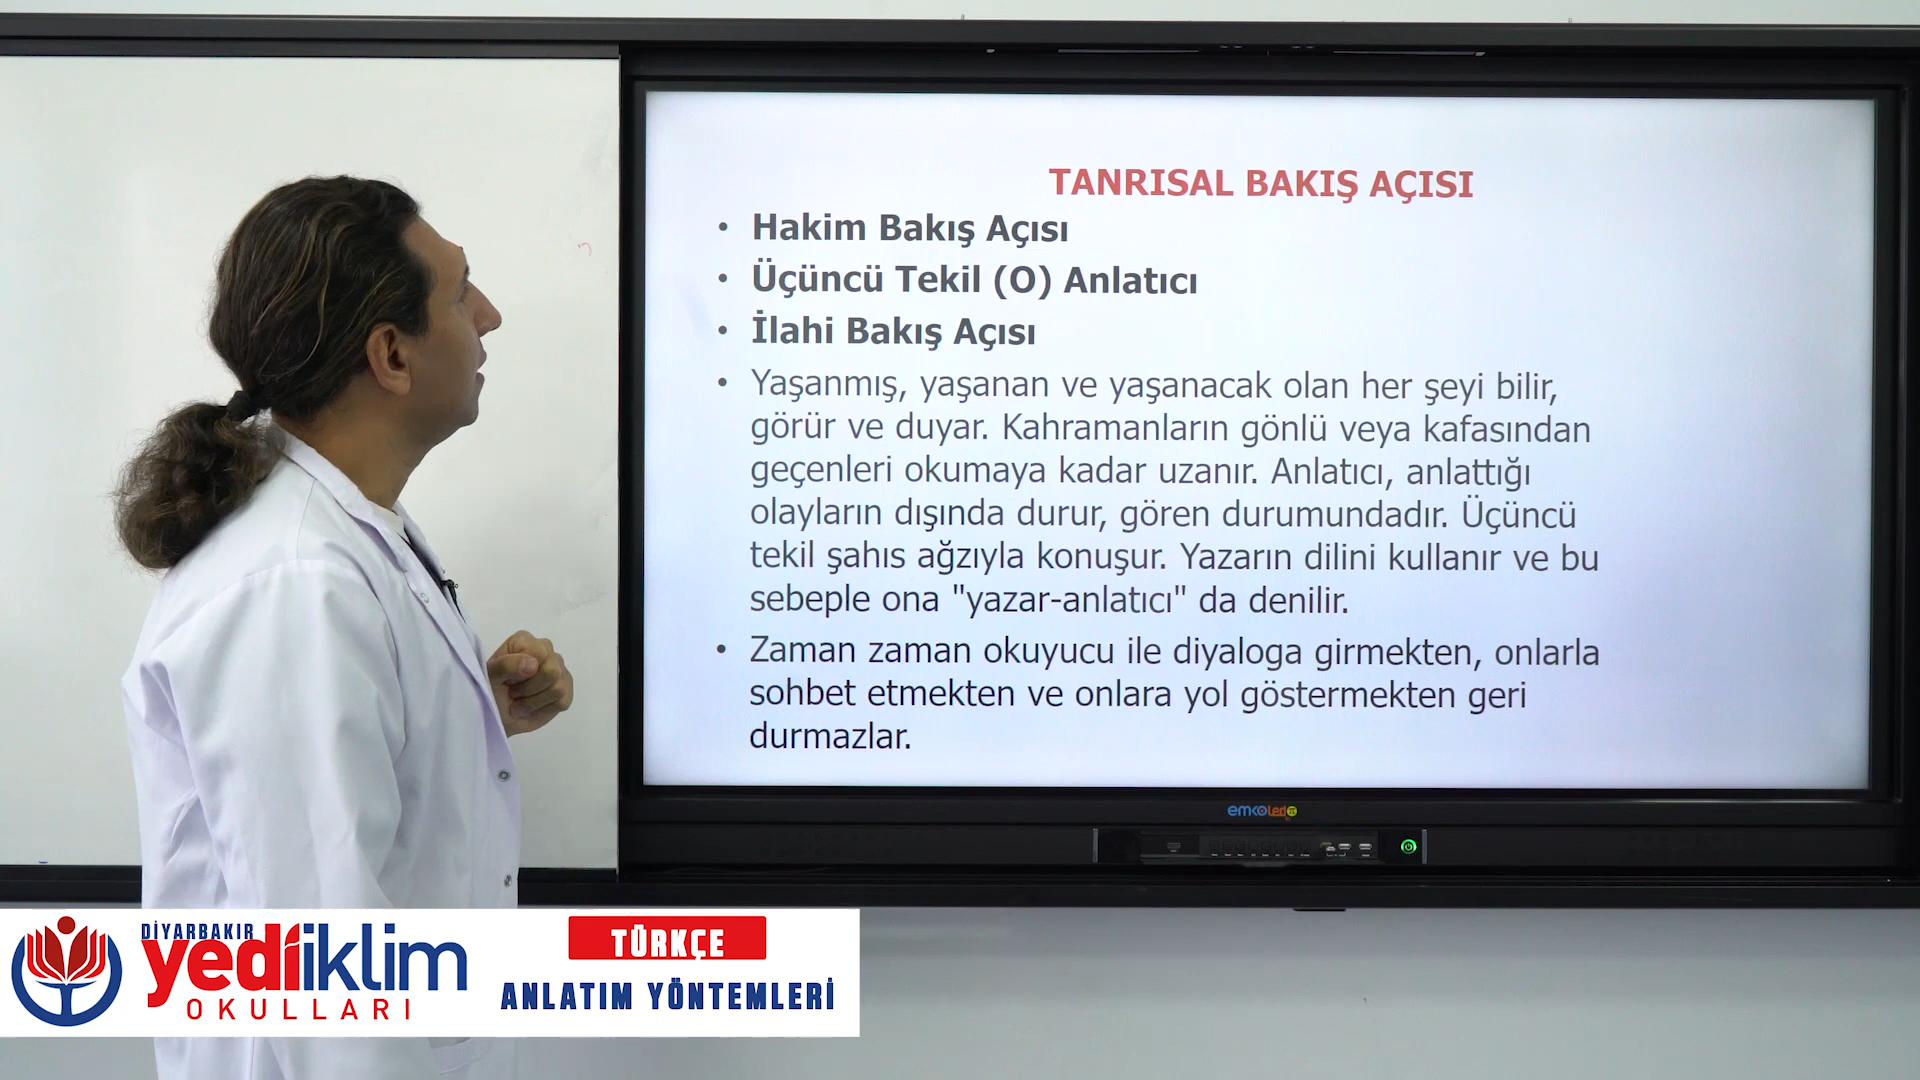 TANRISAL BAKIŞ AÇISI
• Hakim Bakış Açısı
• Üçüncü Tekil (O) Anlatıcı
• İlahi Bakış Açısı
• Yaşanmış, yaşanan ve yaşanacak olan her şeyi bilir,
görür ve duyar. Kahramanların gönlü veya kafasından
geçenleri okumaya kadar uzanır. Anlatıcı, anlattığı
olayların dışında durur, gören durumundadır. Üçüncü
tekil şahıs ağzıyla konuşur. Yazarın dilini kullanır ve bu
sebeple ona "yazar-anlatıcı" da denilir.
• Zaman zaman okuyucu ile diyaloga girmekten, onlarla
sohbet etmekten ve onlara yol göstermekten geri
durmazlar.
emkoled
DİYARBAKIR
yediiklim
OKULLARI
TÜRKÇE
ANLATIM YÖNTEMLERİ